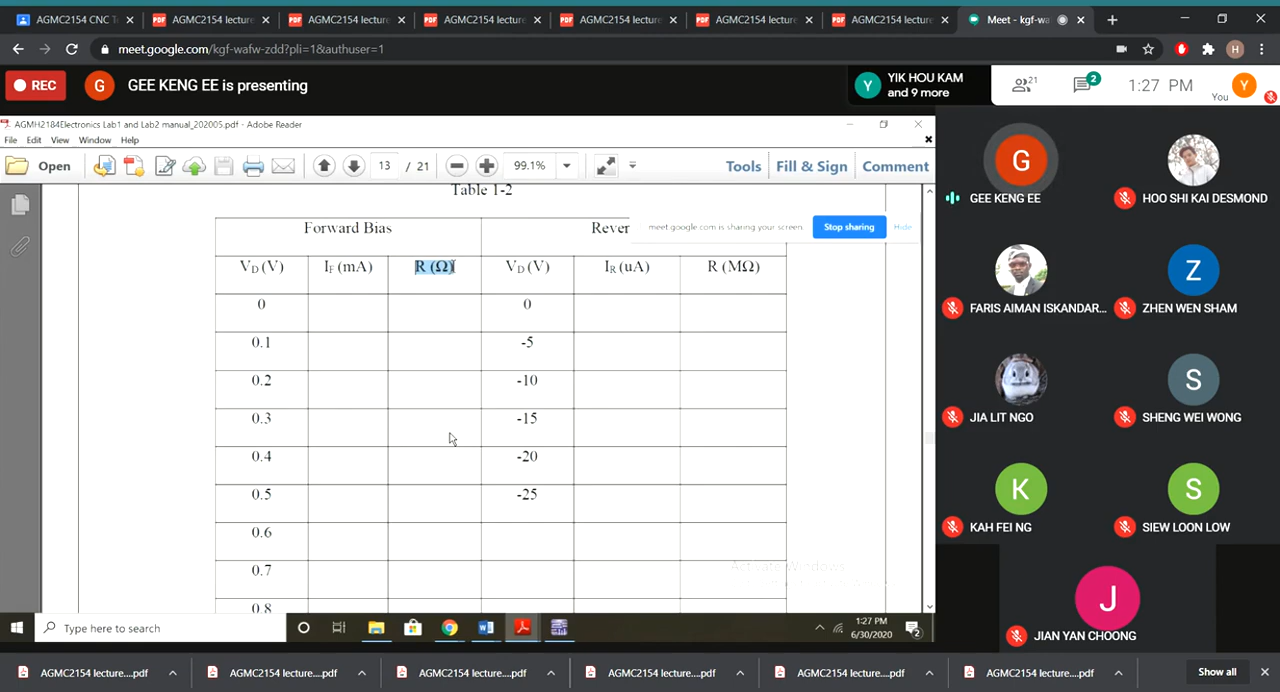 AGMC2154 CNC Te
AGMC2154 lecture
AGMC2154 lecture
AGMC2154 lecture
AGMC2154 lecture
AGMC2154 lecture
AGMC2154 lecture
Meet - kgf-wa
meet.google.com/kgf-wafw-zdd?pli=1&authuser=1
H
REC
G
GEE KENG EE is presenting
Y
YIK HOU KAM
and 9 more
21
2
1:27 PM
You
Y
AGMH2184Electronics Lab1 and Lab2 manual_202005.pdf - Adobe Reader
File Edit View Window Help
Open
13 / 21
99.1%
Tools
Fill & Sign
Comment
Table 1-2
Forward Bias
Rever
meet.google.com is sharing your screen.
Stop sharing
Hide
VD (V) IF (mA) R (Ω) VD (V) IR (uA) R (MΩ)
0 0
0.1 -5
0.2 -10
0.3 -15
0.4 -20
0.5 -25
0.6
0.7
0.8
Activate Windows
G
GEE KENG EE
HOO SHI KAI DESMOND
FARIS AIMAN ISKANDAR...
Z
ZHEN WEN SHAM
JIA LIT NGO
S
SHENG WEI WONG
K
KAH FEI NG
S
SIEW LOON LOW
J
JIAN YAN CHOONG
Type here to search
1:27 PM
6/30/2020
2
AGMC2154 lecture....pdf
AGMC2154 lecture....pdf
AGMC2154 lecture....pdf
AGMC2154 lecture....pdf
AGMC2154 lecture....pdf
AGMC2154 lecture....pdf
Show all